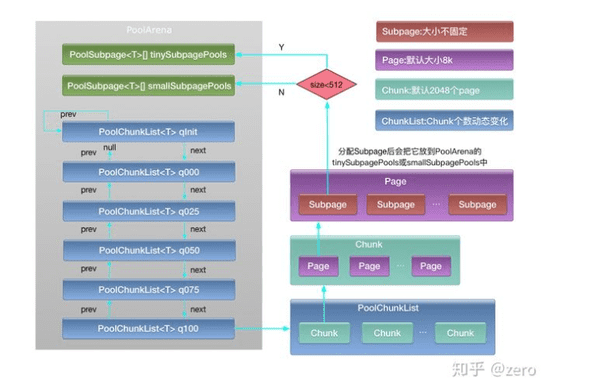 PoolArena
PoolSubpage<T>[] tinySubpagePools
PoolSubpage<T>[] smallSubpagePools
Y
N
size<512
prev
PoolChunkList<T> qInit
null
prev
next
PoolChunkList<T> q000
prev
next
PoolChunkList<T> q025
prev
next
PoolChunkList<T> q050
prev
next
PoolChunkList<T> q075
prev
next
PoolChunkList<T> q100
Subpage:大小不固定
Page:默认大小8k
Chunk:默认2048个page
ChunkList:Chunk个数动态变化
分配Subpage后会把它放到PoolArena的
tinySubpagePools或smallSubpagePools中
Page
Subpage
Subpage
...
Subpage
Chunk
Page
Page
...
Page
PoolChunkList
Chunk
Chunk
...
Chunk
知乎 @zero